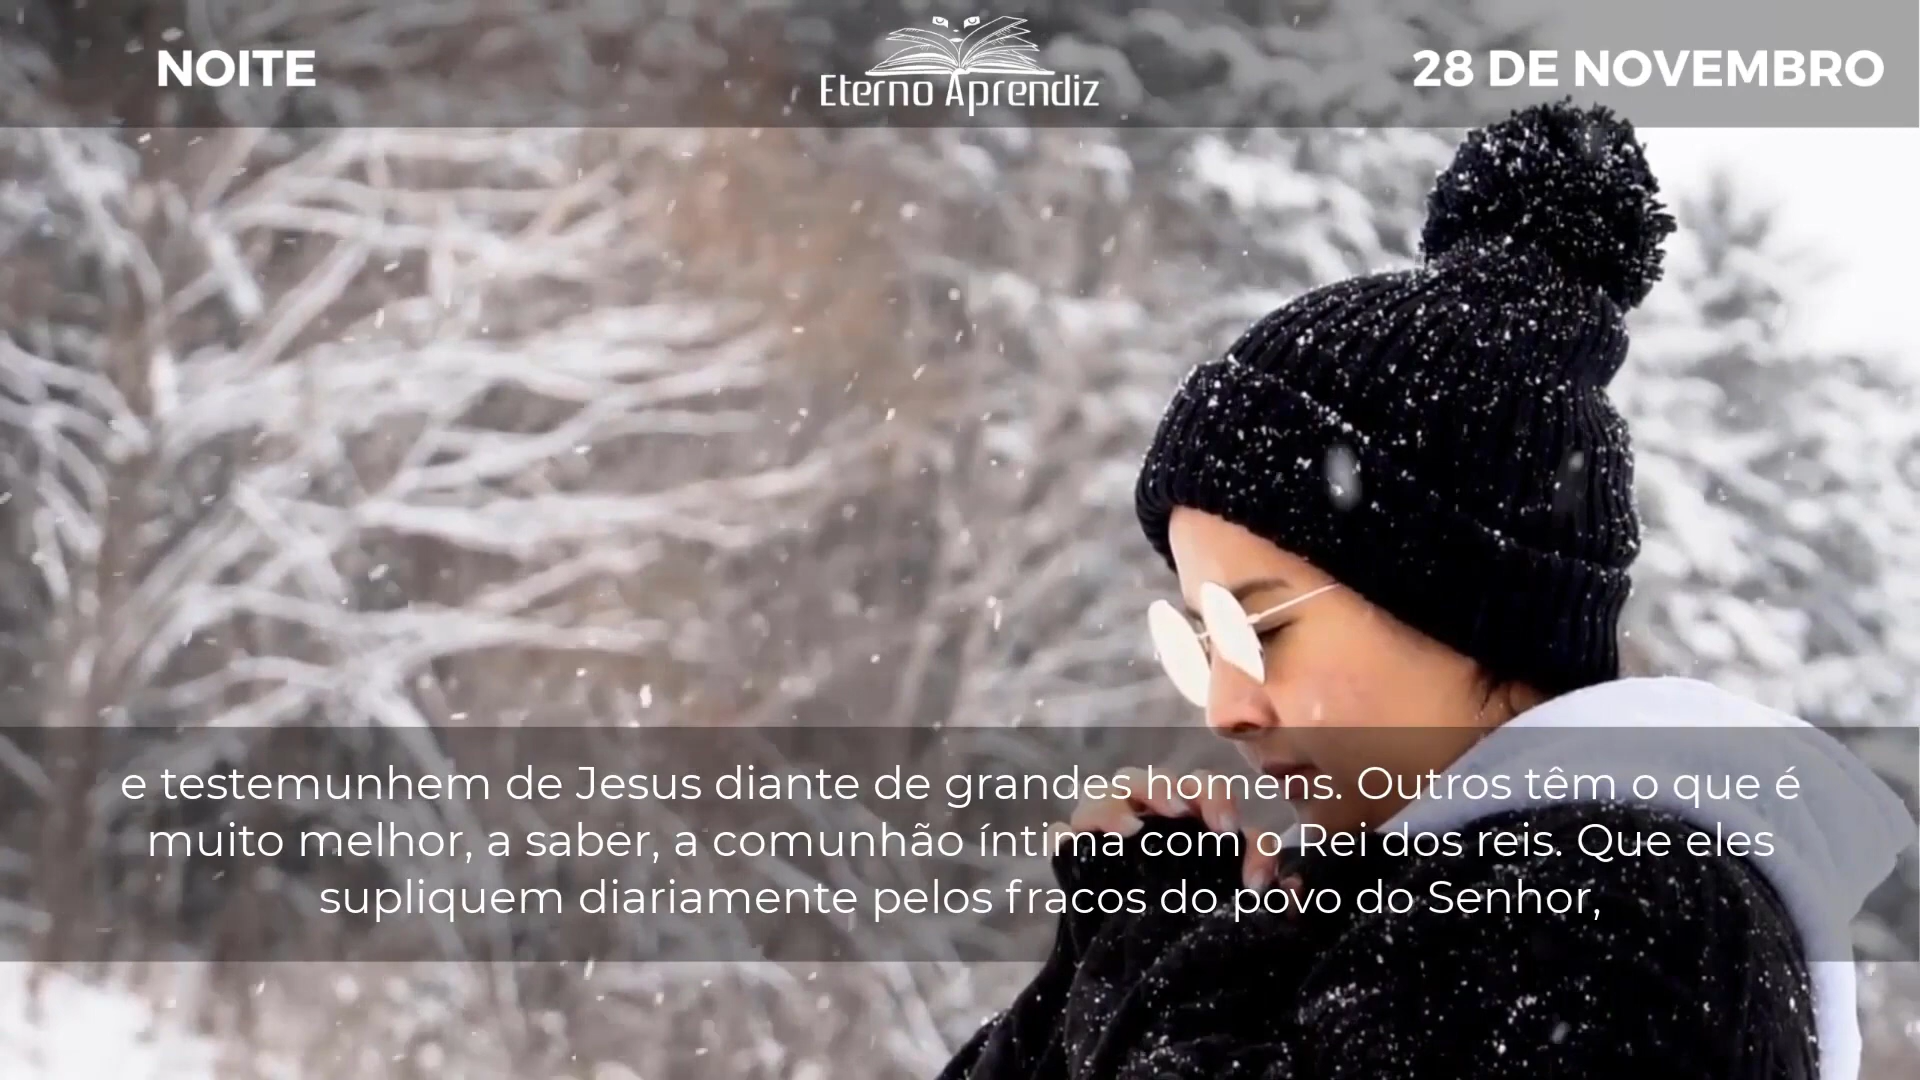 NOITE
Eterno Aprendiz
28 DE NOVEMBRO
e testemunhem de Jesus diante de grandes homens. Outros têm o que é
muito melhor, a saber, a comunhão íntima com o Rei dos reis. Que eles
supliquem diariamente pelos fracos do povo do Senhor,